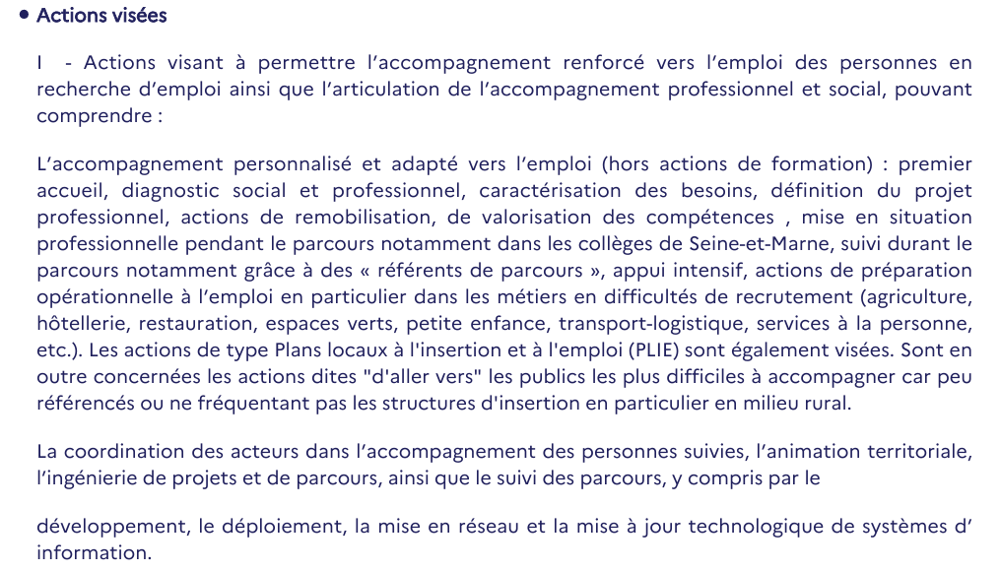 • Actions visées
I - Actions visant à permettre l’accompagnement renforcé vers l’emploi des personnes en
recherche d’emploi ainsi que l’articulation de l’accompagnement professionnel et social, pouvant
comprendre :
L’accompagnement personnalisé et adapté vers l’emploi (hors actions de formation) : premier
accueil, diagnostic social et professionnel, caractérisation des besoins, définition du projet
professionnel, actions de remobilisation, de valorisation des compétences , mise en situation
professionnelle pendant le parcours notamment dans les collèges de Seine-et-Marne, suivi durant le
parcours notamment grâce à des « référents de parcours », appui intensif, actions de préparation
opérationnelle à l’emploi en particulier dans les métiers en difficultés de recrutement (agriculture,
hôtellerie, restauration, espaces verts, petite enfance, transport-logistique, services à la personne,
etc.). Les actions de type Plans locaux à l'insertion et à l'emploi (PLIE) sont également visées. Sont en
outre concernées les actions dites "d'aller vers" les publics les plus difficiles à accompagner car peu
référencés ou ne fréquentant pas les structures d'insertion en particulier en milieu rural.
La coordination des acteurs dans l’accompagnement des personnes suivies, l’animation territoriale,
l’ingénierie de projets et de parcours, ainsi que le suivi des parcours, y compris par le
développement, le déploiement, la mise en réseau et la mise à jour technologique de systèmes d’
information.